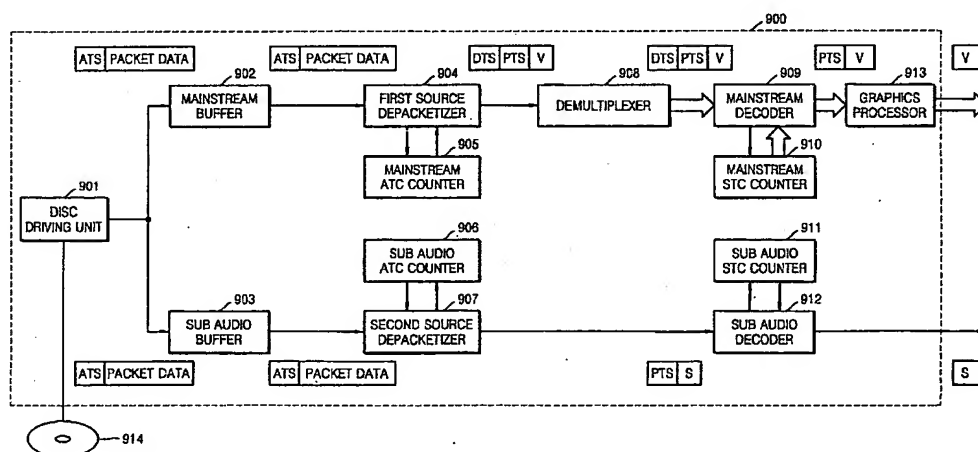 900
ATS PACKET DATA
ATS PACKET DATA
DTS PTS V
DTS PTS V
PTS V
V
902
MAINSTREAM
BUFFER
904
FIRST SOURCE
DEPACKETIZER
908
DEMULTIPLEXER
909
MAINSTREAM
DECODER
913
GRAPHICS
PROCESSOR
905
MAINSTREAM
ATC COUNTER
910
MAINSTREAM
STC COUNTER
901
DISC
DRIVING UNIT
906
SUB AUDIO
ATC COUNTER
911
SUB AUDIO
STC COUNTER
903
SUB AUDIO
BUFFER
907
SECOND SOURCE
DEPACKETIZER
912
SUB AUDIO
DECODER
ATS PACKET DATA
ATS PACKET DATA
PTS S
S
914